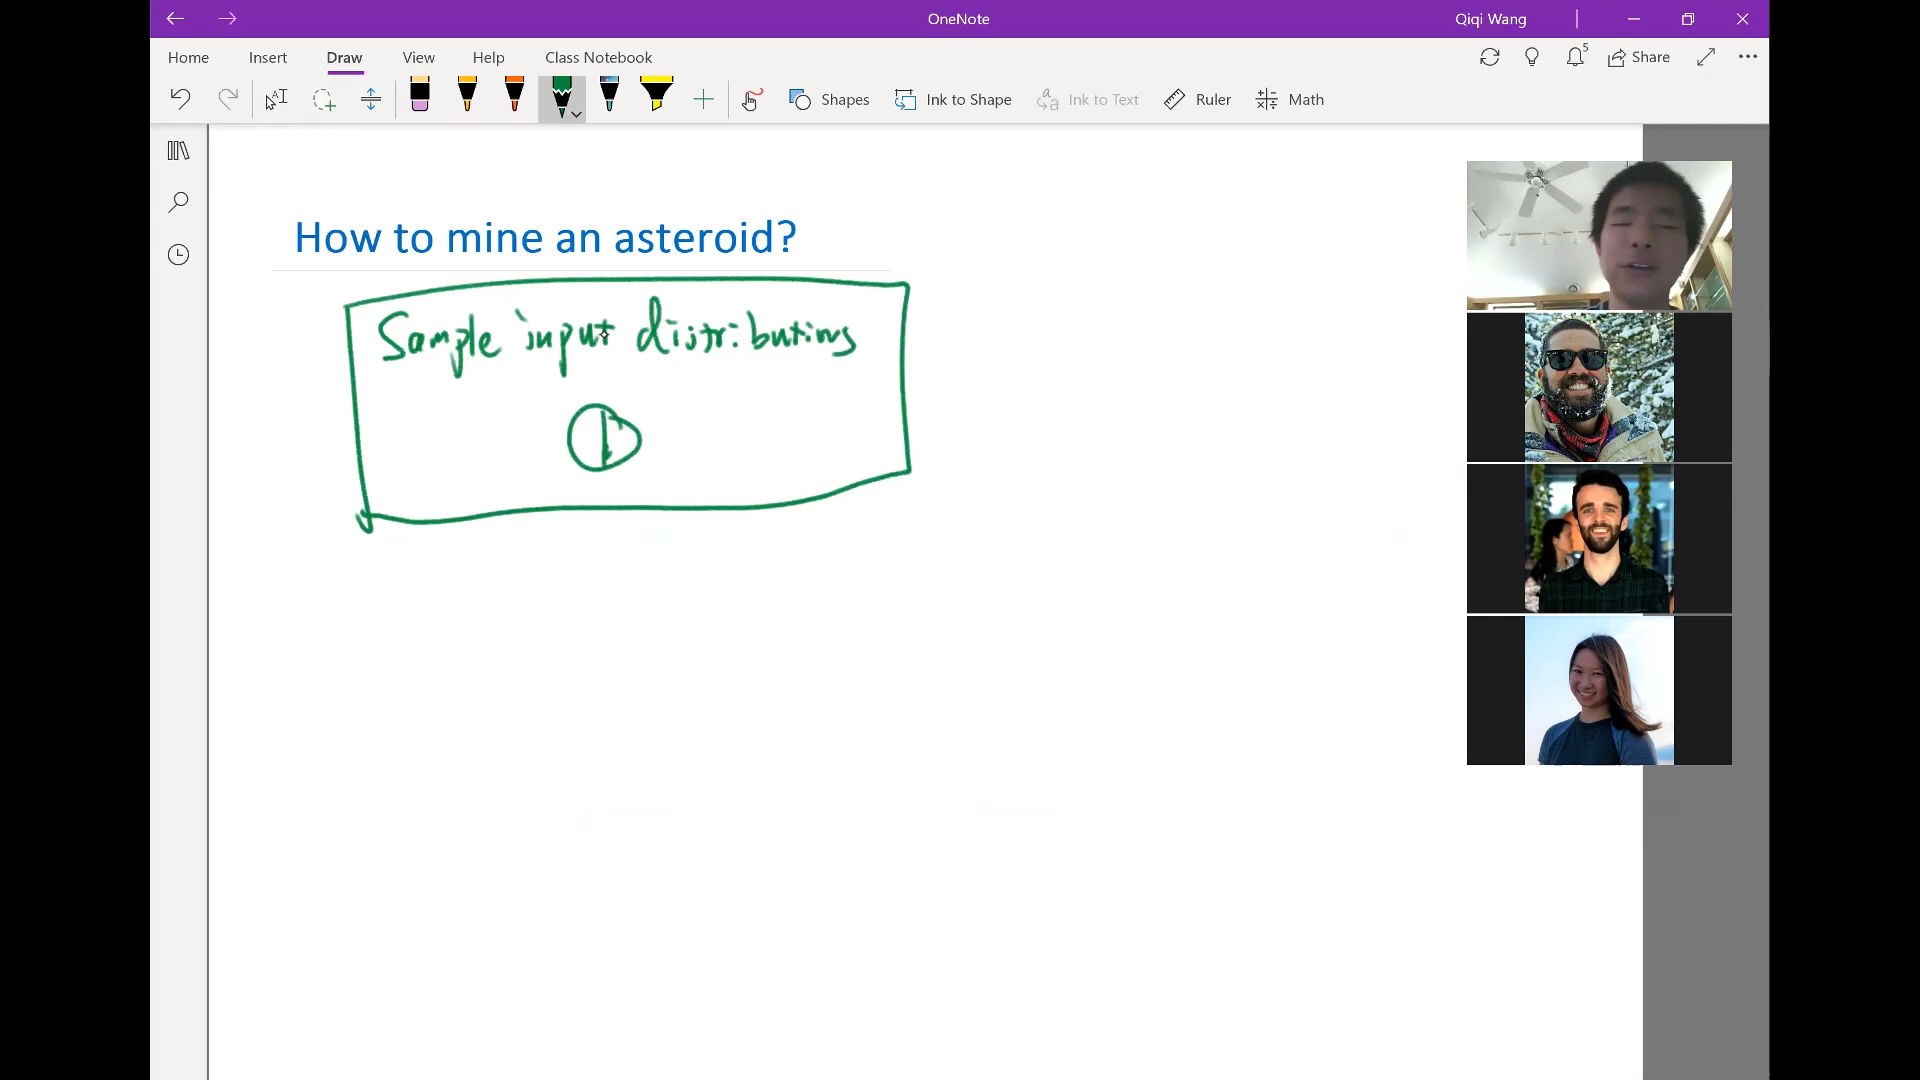 OneNote
Qiqi Wang
Home Insert Draw View Help Class Notebook
5
Share
Shapes Ink to Shape Ink to Text Ruler Math
How to mine an asteroid?
Sample input distributions